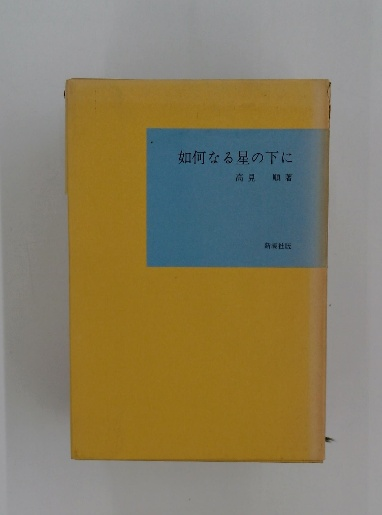 如何なる星の下に
高見 順著